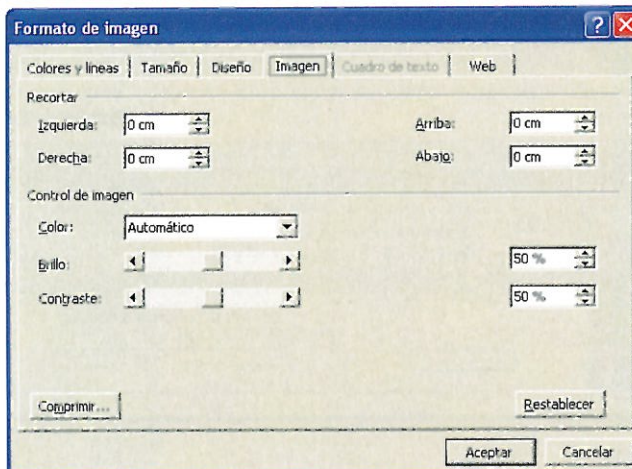 Formato de imagen
Colores y líneas Tamaño Diseño Imagen Cuadro de texto Web
Recortar
Izquierda: 0 cm Arriba: 0 cm
Derecha: 0 cm Abajo: 0 cm
Control de imagen
Color: Automático
Brillo: 50 %
Contraste: 50 %
Comprimir... Restablecer
Aceptar Cancelar